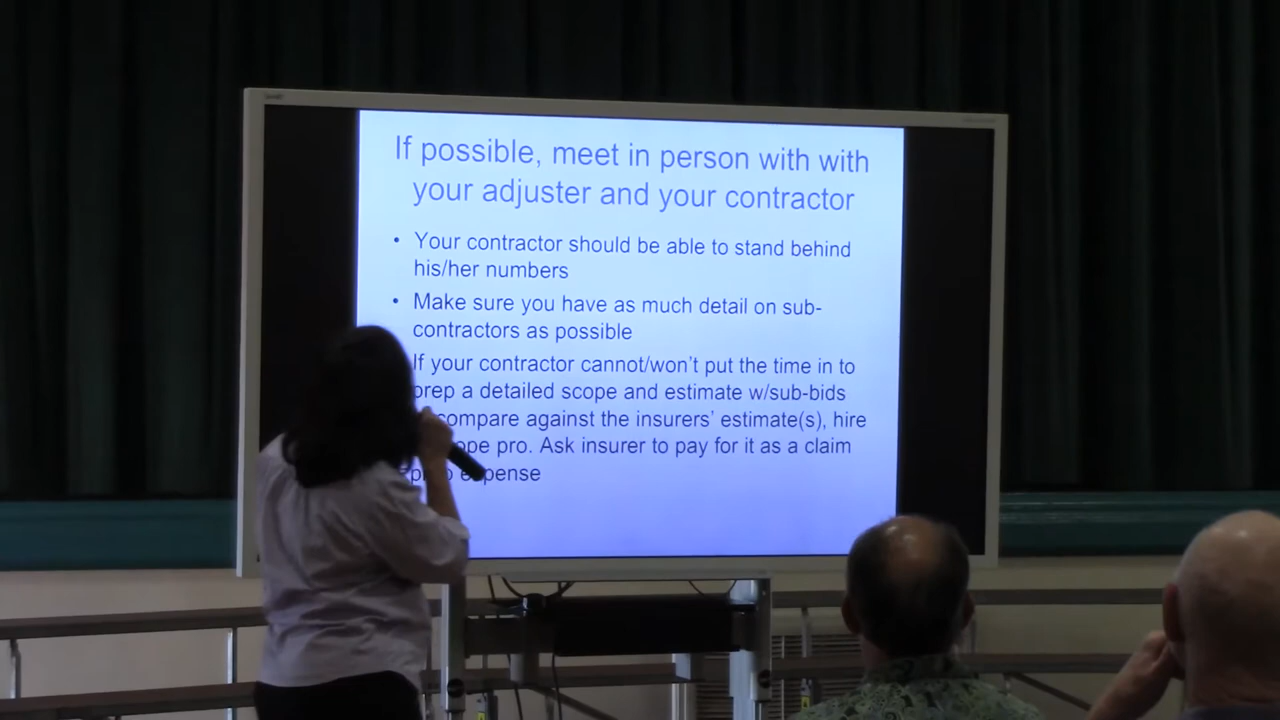 If possible, meet in person with with
your adjuster and your contractor
• Your contractor should be able to stand behind
his/her numbers
• Make sure you have as much detail on sub-
contractors as possible
If your contractor cannot/won't put the time in to
prep a detailed scope and estimate w/sub-bids
compare against the insurers' estimate(s), hire
pro. Ask insurer to pay for it as a claim